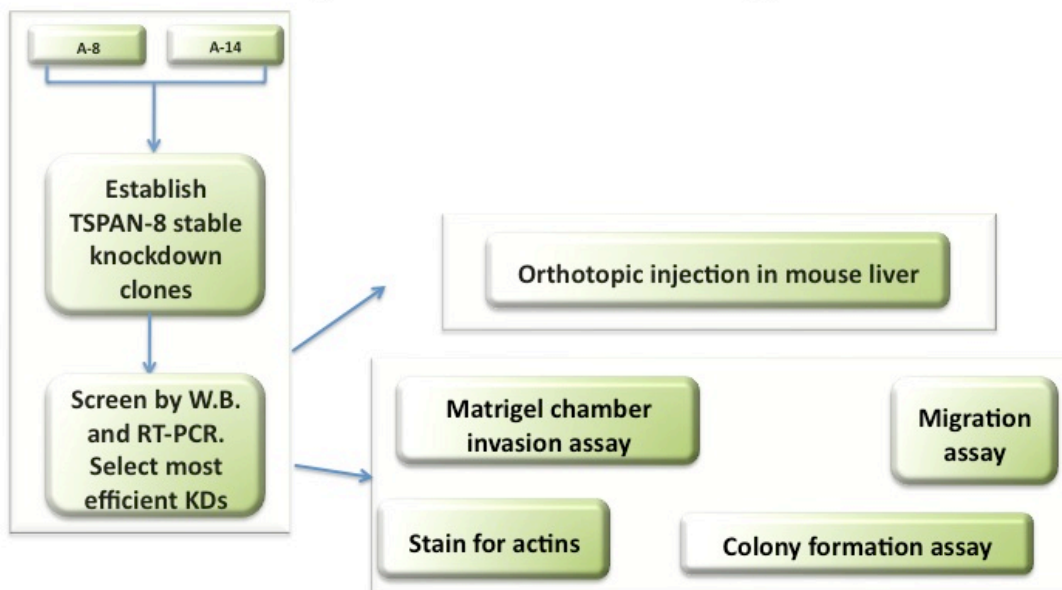 A-8
A-14
Establish
TSPAN-8 stable
knockdown
clones
Screen by W.B.
and RT-PCR.
Select most
efficient KDs
Orthotopic injection in mouse liver
Matrigel chamber
invasion assay
Migration
assay
Stain for actins
Colony formation assay